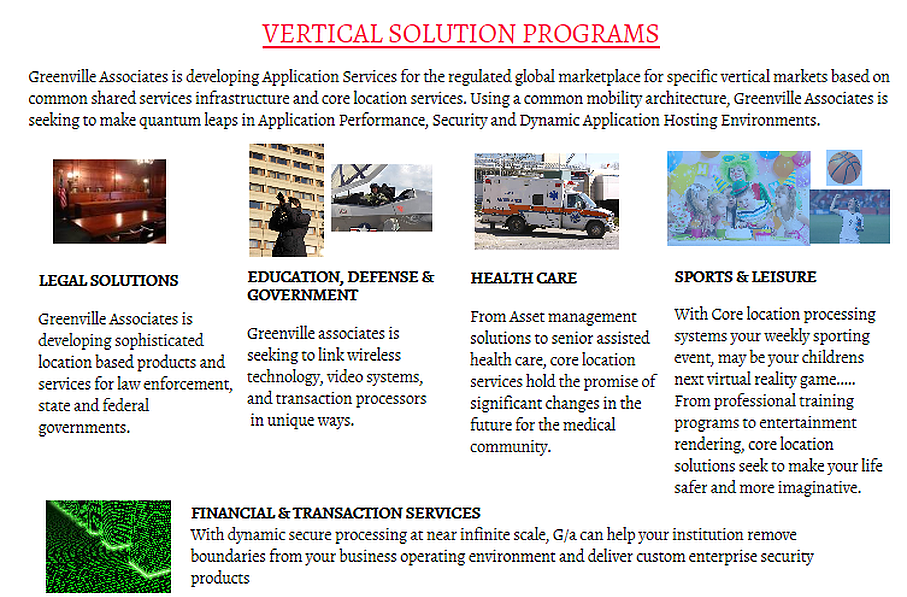 VERTICAL SOLUTION PROGRAMS
Greenville Associates is developing Application Services for the regulated global marketplace for specific vertical markets based on
common shared services infrastructure and core location services. Using a common mobility architecture, Greenville Associates is
seeking to make quantum leaps in Application Performance, Security and Dynamic Application Hosting Environments.
LEGAL SOLUTIONS
Greenville Associates is
developing sophisticated
location based products and
services for law enforcement,
state and federal
governments.
EDUCATION, DEFENSE &
GOVERNMENT
Greenville associates is
seeking to link wireless
technology, video systems,
and transaction processors
in unique ways.
HEALTH CARE
From Asset management
solutions to senior assisted
health care, core location
services hold the promise of
significant changes in the
future for the medical
community.
SPORTS & LEISURE
With Core location processing
systems your weekly sporting
event, may be your childrens
next virtual reality game.....
From professional training
programs to entertainment
rendering, core location
solutions seek to make your life
safer and more imaginative.
FINANCIAL & TRANSACTION SERVICES
With dynamic secure processing at near infinite scale, G/a can help your institution remove
boundaries from your business operating environment and deliver custom enterprise security
products